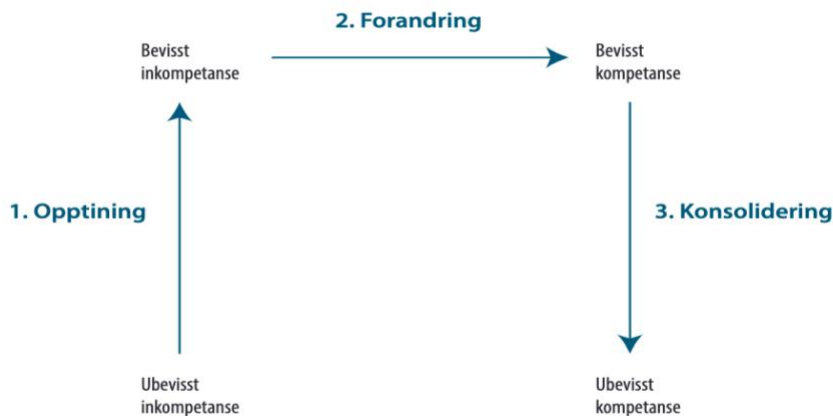 2. Forandring
Bevisst
inkompetanse
Bevisst
kompetanse
1. Opptining
3. Konsolidering
Ubevisst
inkompetanse
Ubevisst
kompetanse